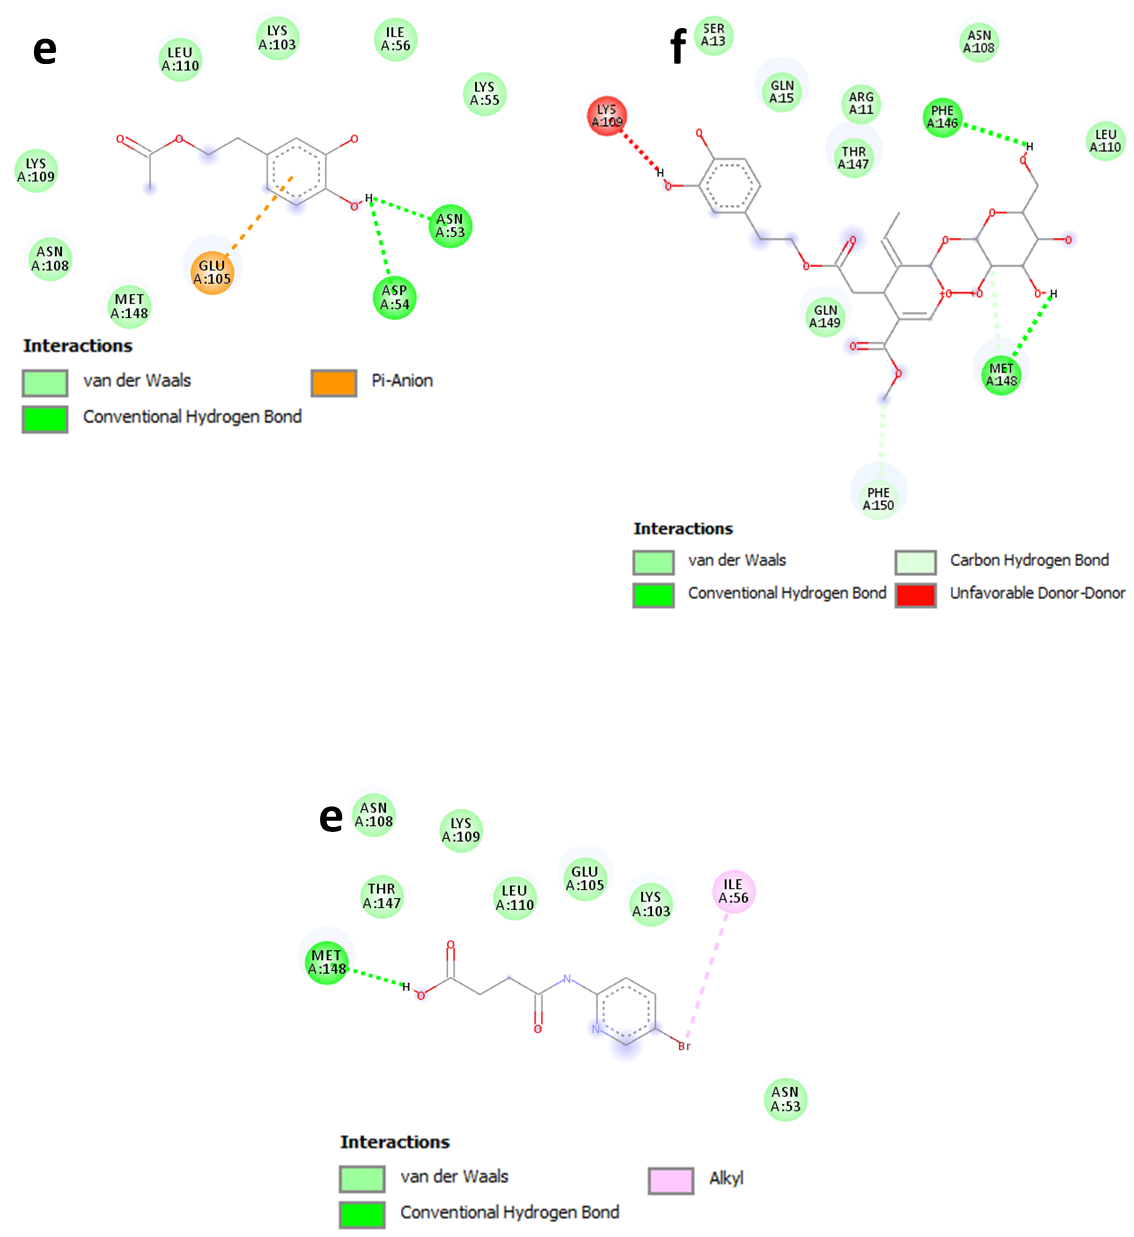 e
LYS
A:103
ILE
A:56
LEU
A:110
LYS
A:55
LYS
A:109
ASN
A:53
ASN
A:108
GLU
A:105
ASP
A:54
MET
A:148
O
O
O
O
H
Interactions
van der Waals
Pi-Anion
Conventional Hydrogen Bond
f
SER
A:13
ASN
A:108
GLN
A:15
ARG
A:11
LYS
A:109
PHE
A:146
LEU
A:110
THR
A:147
GLN
A:149
MET
A:148
PHE
A:150
O
H
O
O
O
H
O
O
O
O
O
O
O
O
H
O
O
Interactions
van der Waals
Carbon Hydrogen Bond
Conventional Hydrogen Bond
Unfavorable Donor-Donor
e
ASN
A:108
LYS
A:109
THR
A:147
LEU
A:110
GLU
A:105
LYS
A:103
ILE
A:56
MET
A:148
O
H
O
O
N
N
Br
ASN
A:53
Interactions
van der Waals
Alkyl
Conventional Hydrogen Bond